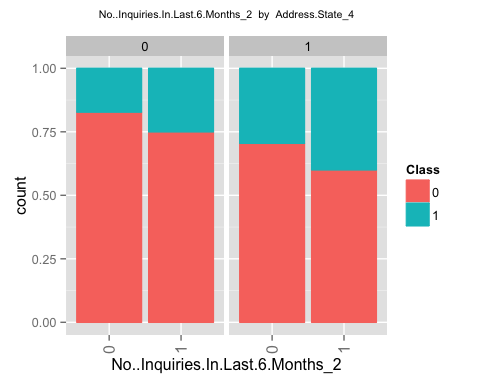 No..Inquiries.In.Last.6.Months_2 by Address.State_4
0 1
1.00
0.75
0.50
0.25
0.00
count
0 1 0 1
No..Inquiries.In.Last.6.Months_2
Class
0
1